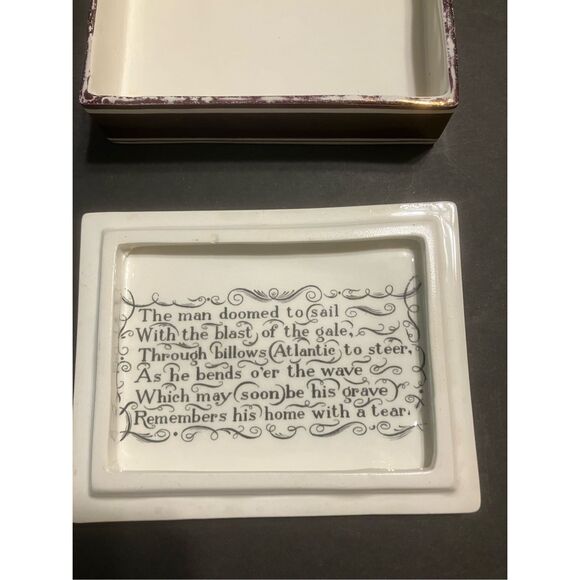 The man doomed to sail
With the blast of the gale,
Through billows Atlantic to steer,
As he bends o'er the wave
Which may soon be his grave
Remembers his home with a tear.